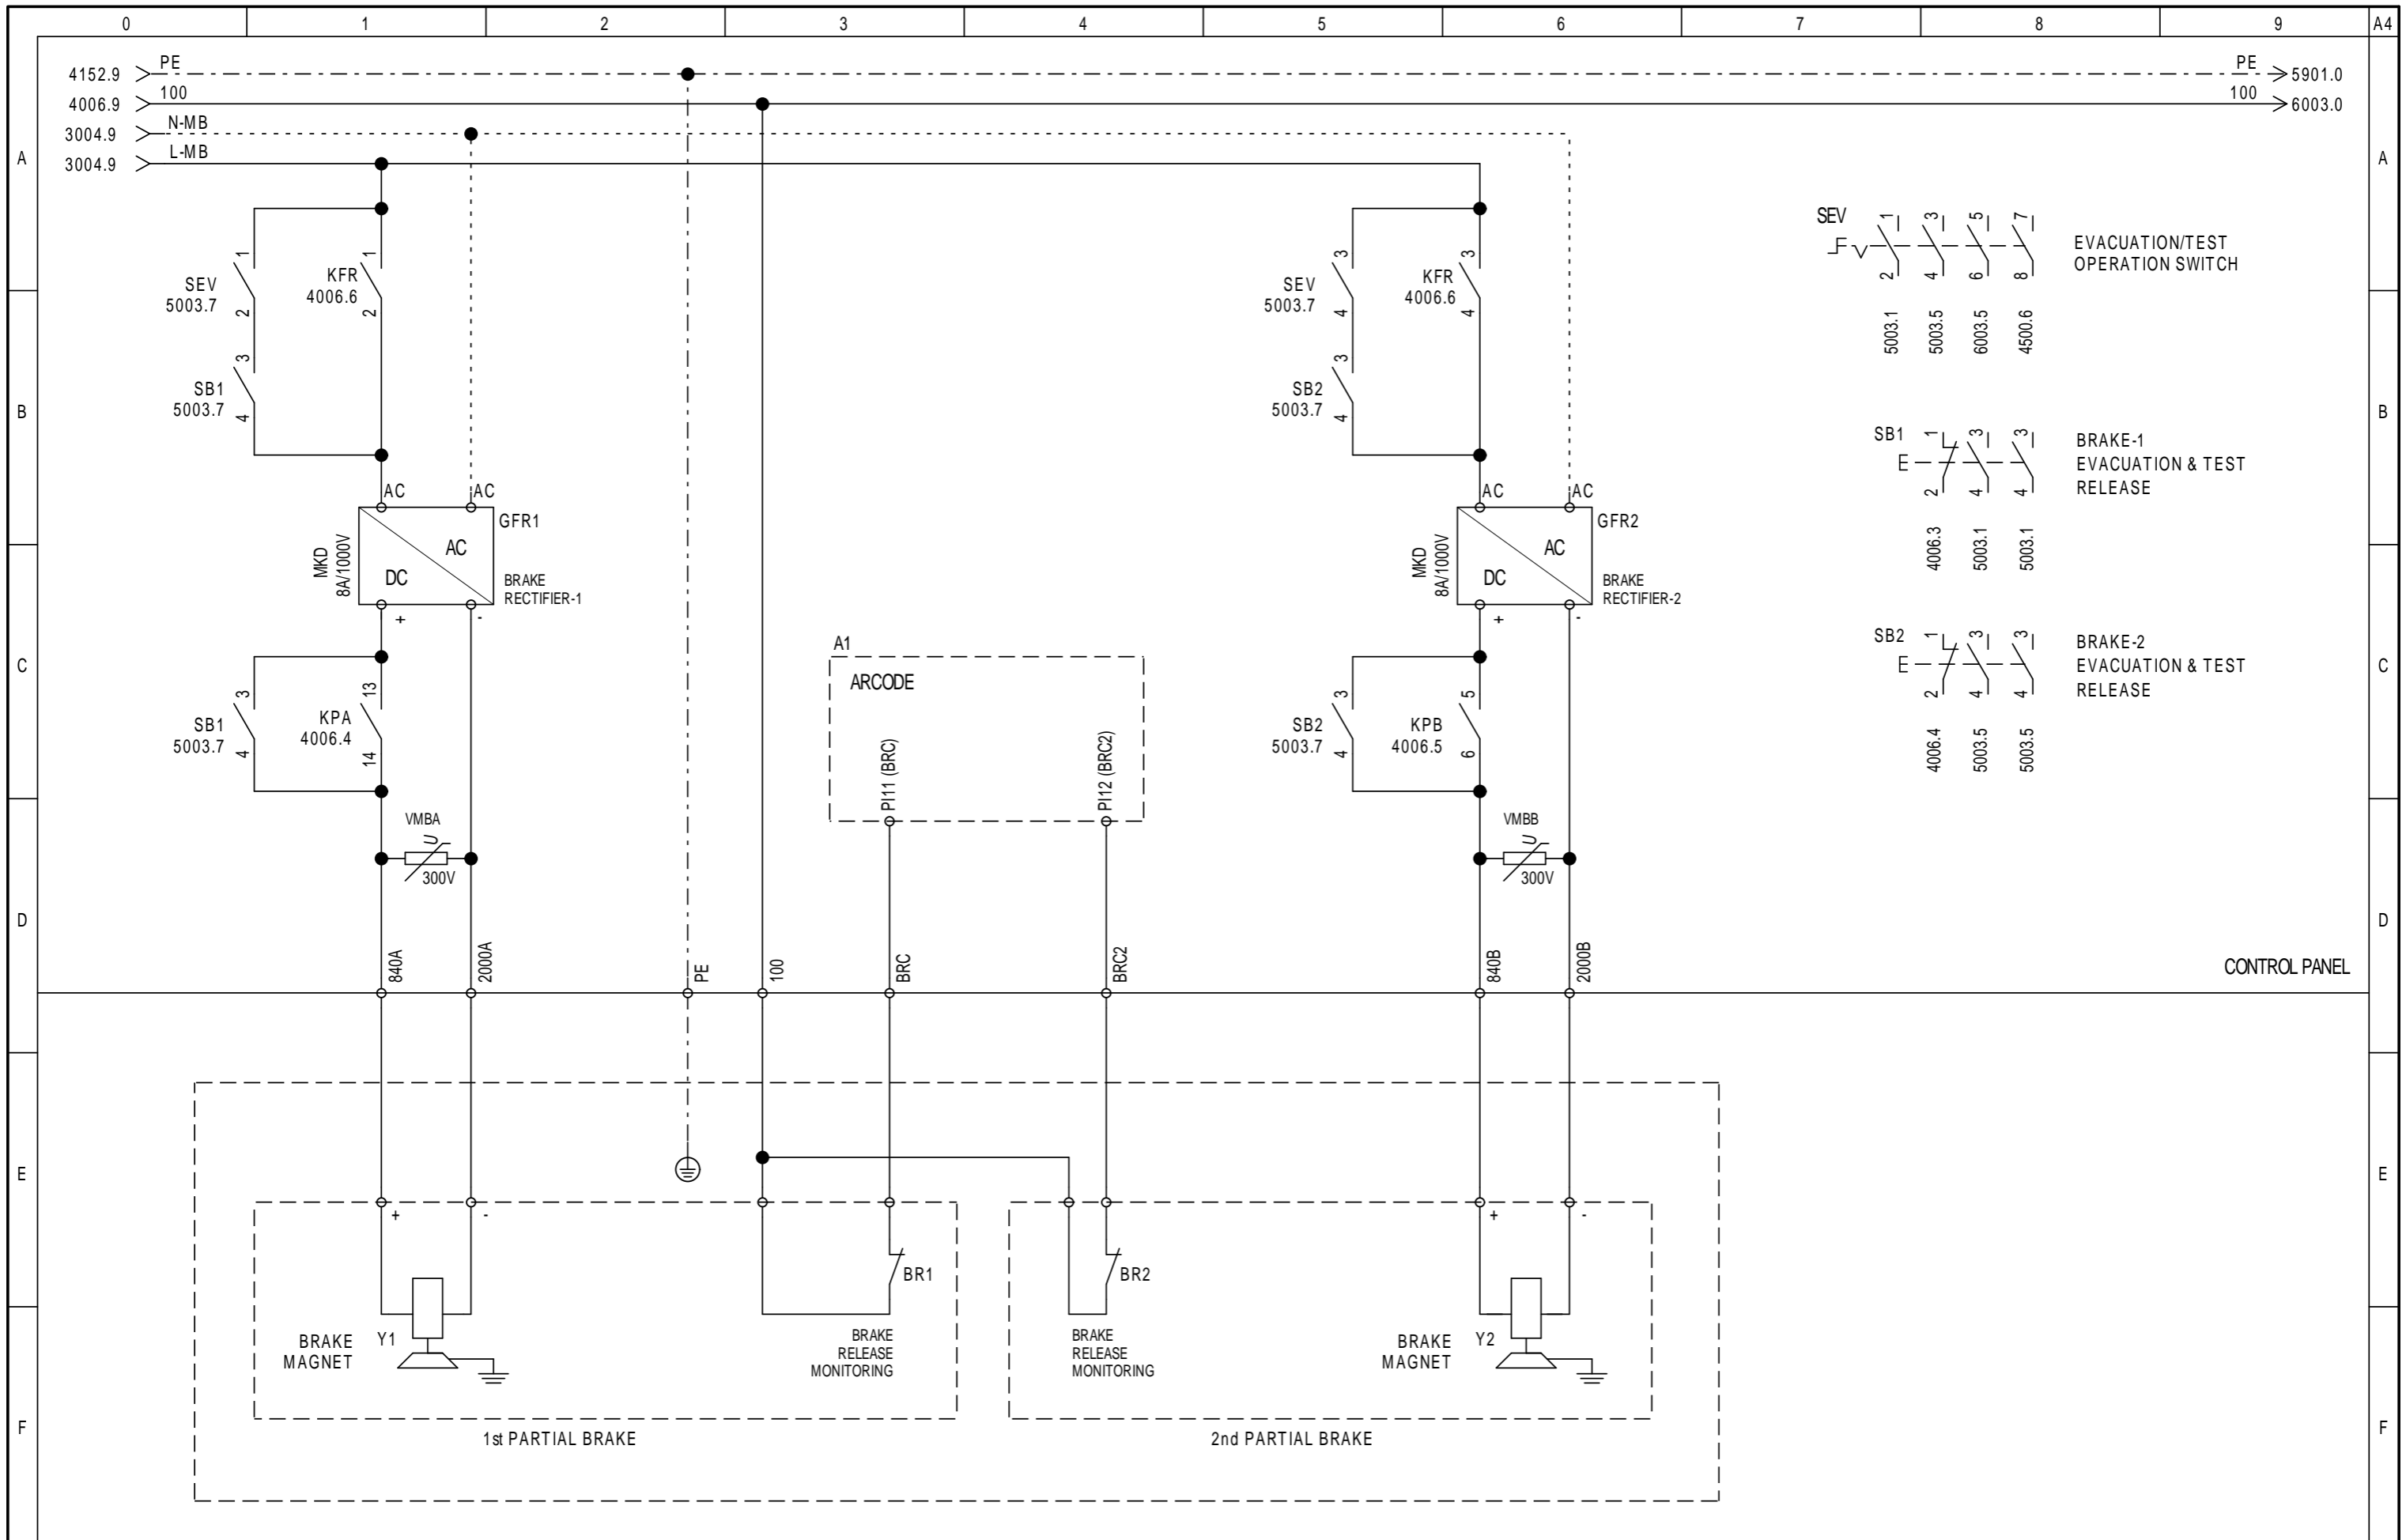 0 1 2 3 4 5 6 7 8 9 A4
4152.9 PE PE 5901.0
4006.9 100 100 6003.0
3004.9 N-MB
3004.9 L-MB
A A
SEV
5003.7
1
2
KFR
4006.6
1
2
SB1
5003.7
3
4
SEV
5003.7
3
4
KFR
4006.6
3
4
SB2
5003.7
3
4
SEV
1 3 5 7
2 4 6 8
EVACUATION/TEST
OPERATION SWITCH
5003.1 5003.5 6003.5 4500.6
B B
SB1
E
1 3 3
2 4 4
BRAKE-1
EVACUATION & TEST
RELEASE
4006.3 5003.1 5003.1
AC AC
GFR1
MKD
8A/1000V
AC
DC
BRAKE
RECTIFIER-1
+ -
AC AC
GFR2
MKD
8A/1000V
AC
DC
BRAKE
RECTIFIER-2
+ -
C C
SB2
E
1 3 3
2 4 4
BRAKE-2
EVACUATION & TEST
RELEASE
4006.4 5003.5 5003.5
SB1
5003.7
3
4
KPA
4006.4
13
14
A1
ARCODE
PI11 (BRC)
PI12 (BRC2)
SB2
5003.7
3
4
KPB
4006.5
5
6
VMBA
U
300V
VMBB
U
300V
D D
840A 2000A PE 100 BRC BRC2 840B 2000B
CONTROL PANEL
E E
+ - + -
BR1
BR2
BRAKE
MAGNET
Y1
BRAKE
RELEASE
MONITORING
BRAKE
RELEASE
MONITORING
BRAKE
MAGNET
Y2
F F
1st PARTIAL BRAKE
2nd PARTIAL BRAKE